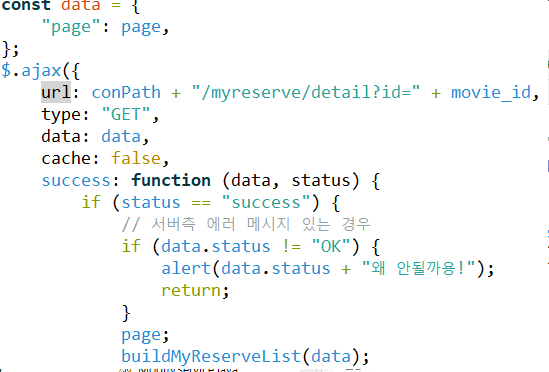 const data = {
"page": page,
};
$.ajax({
url: conPath + "/myreserve/detail?id=" + movie_id,
type: "GET",
data: data,
cache: false,
success: function (data, status) {
if (status == "success") {
// 서버측 에러 메시지 있는 경우
if (data.status != "OK") {
alert(data.status + "왜 안될까용!");
return;
}
page;
buildMyReserveList(data);